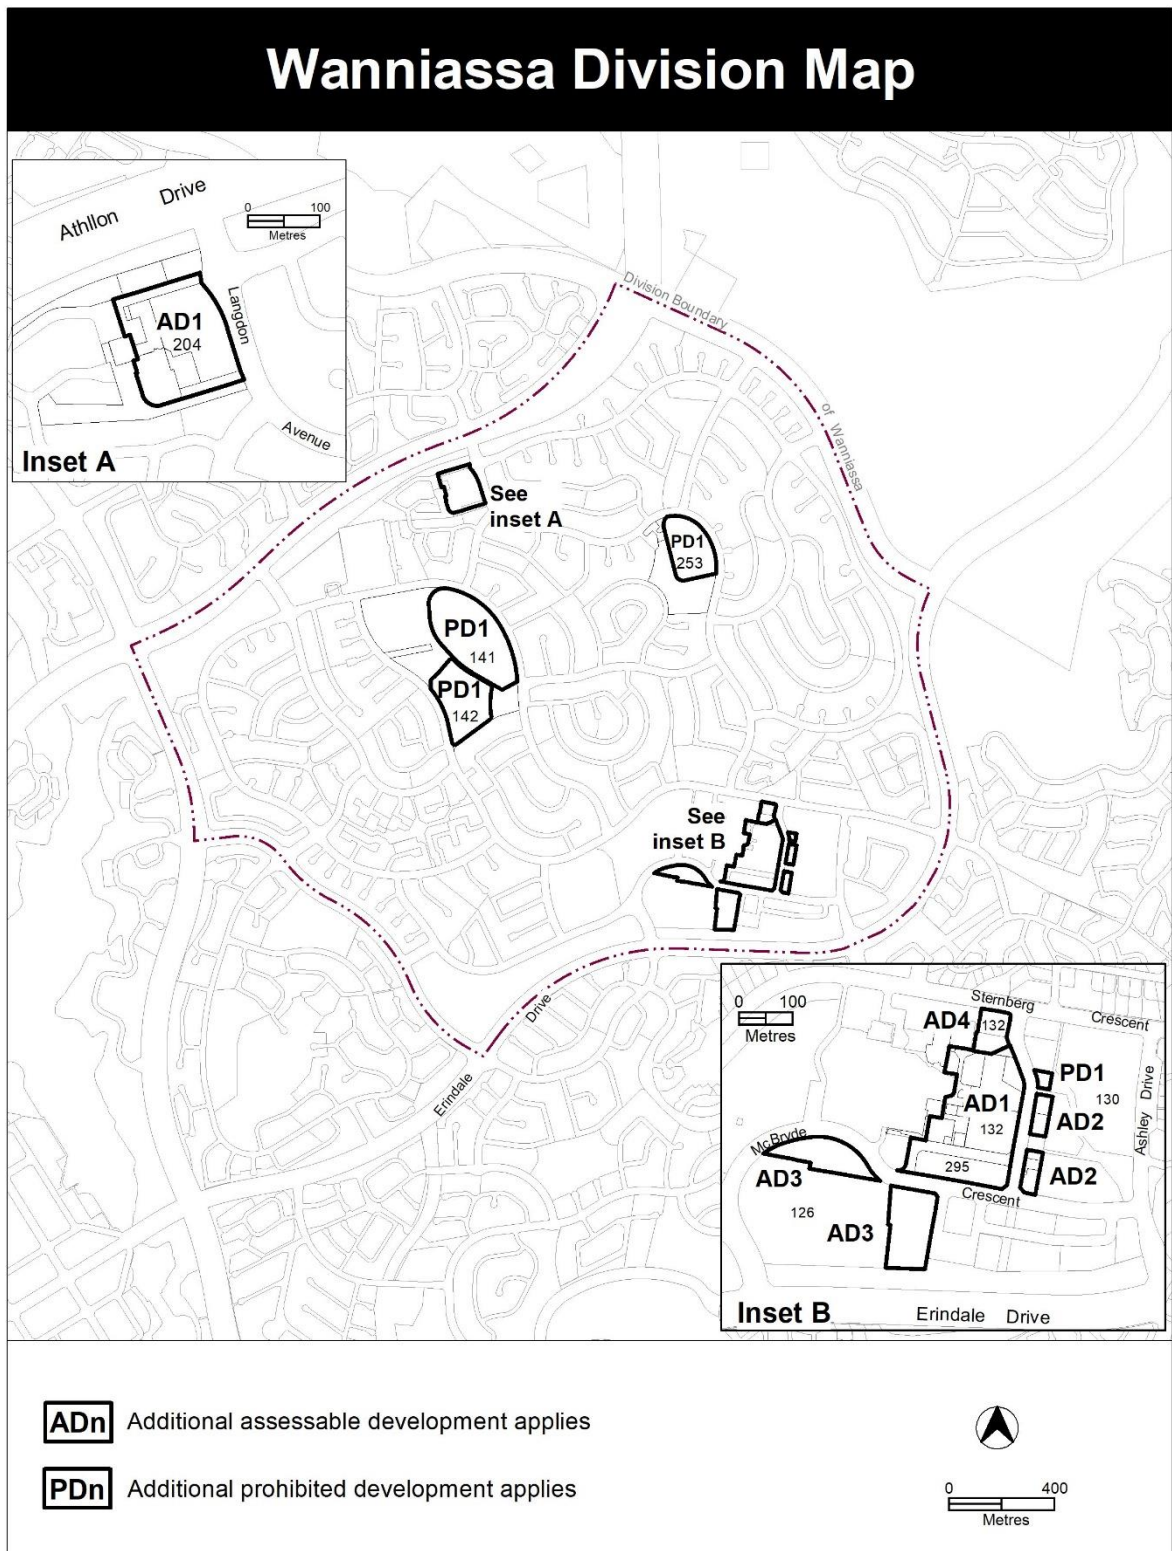 Wanniassa Division Map
Athllon Drive
0 100
Metres
AD1
204
Langdon
Avenue
Inset A
Division Boundary
of Wanniassa
See
inset A
PD1
253
PD1
141
PD1
142
See
inset B
Drive
Erindale
0 100
Metres
Sternberg
Crescent
AD4
132
PD1
130
AD1
132
AD2
Ashley Drive
McBryde
295
AD2
AD3
Crescent
126
AD3
Inset B
Erindale Drive
ADn Additional assessable development applies
PDn Additional prohibited development applies
0 400
Metres